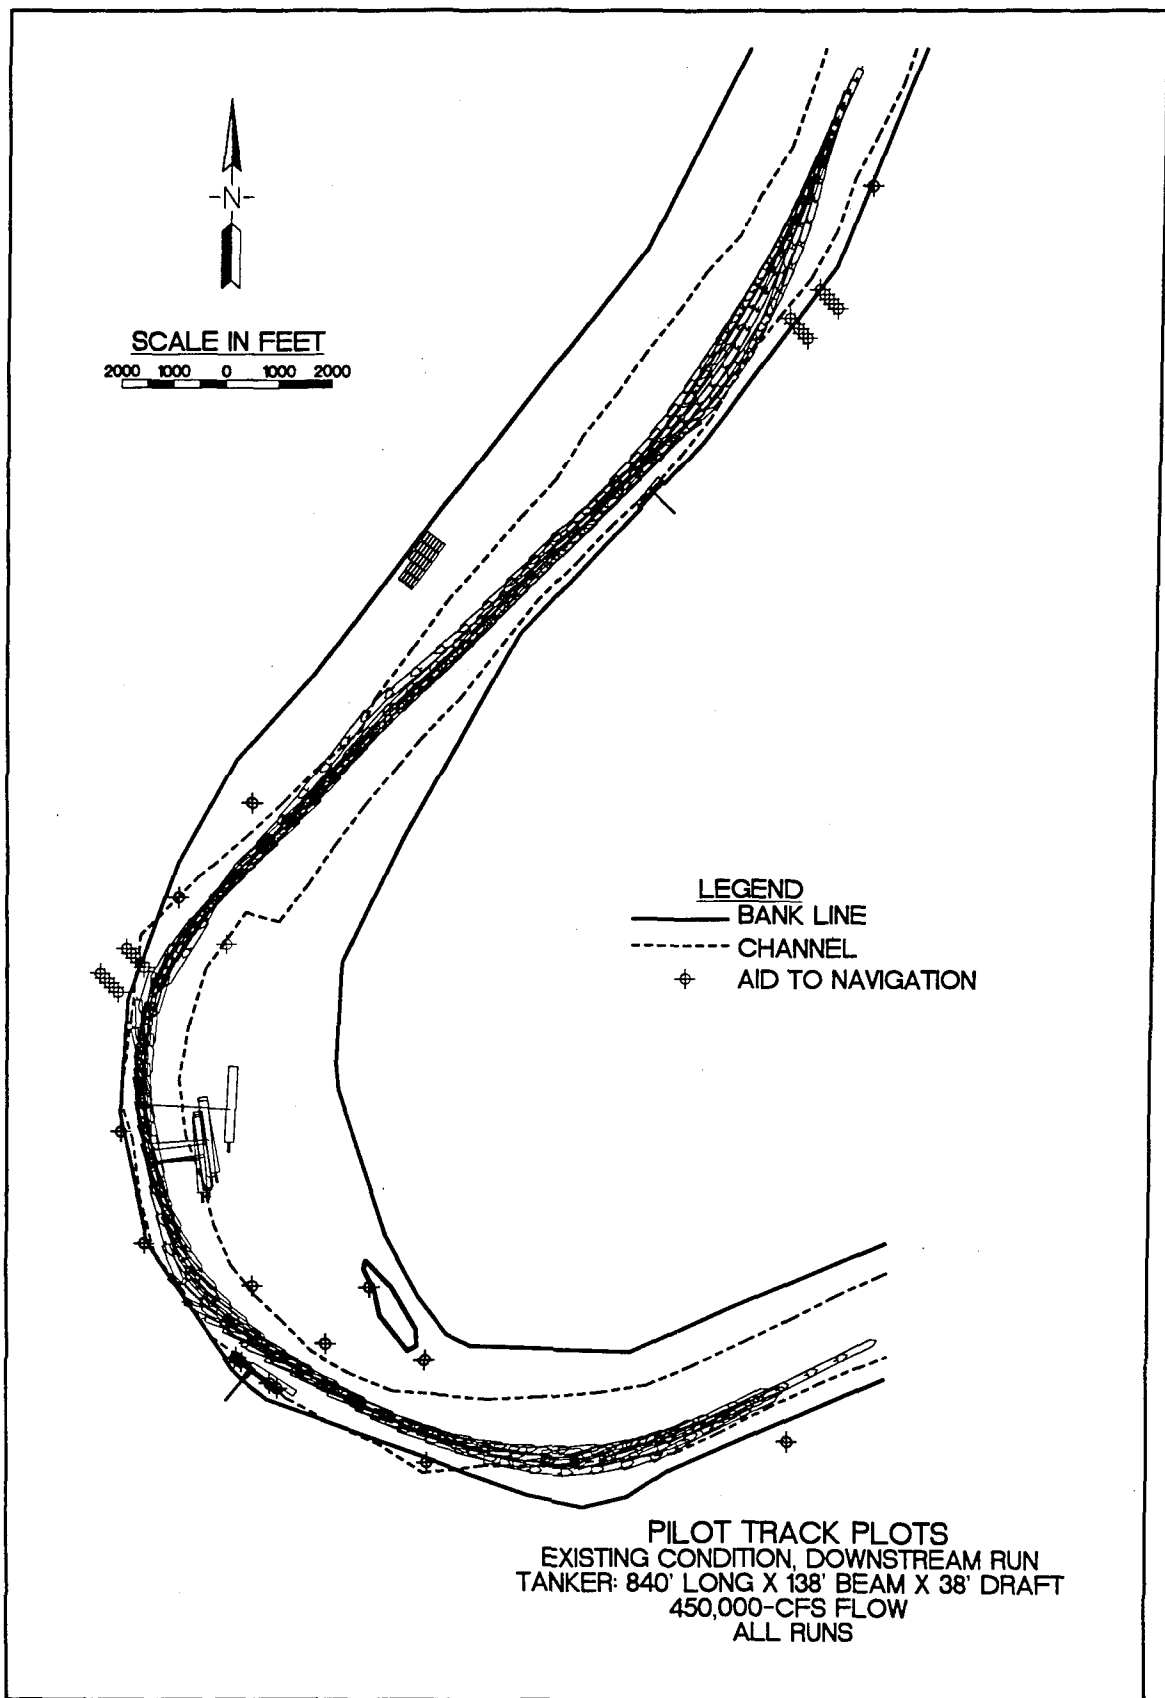 N
SCALE IN FEET
2000 1000 0 1000 2000
LEGEND
BANK LINE
CHANNEL
AID TO NAVIGATION
PILOT TRACK PLOTS
EXISTING CONDITION, DOWNSTREAM RUN
TANKER: 840' LONG X 138' BEAM X 38' DRAFT
450,000-CFS FLOW
ALL RUNS